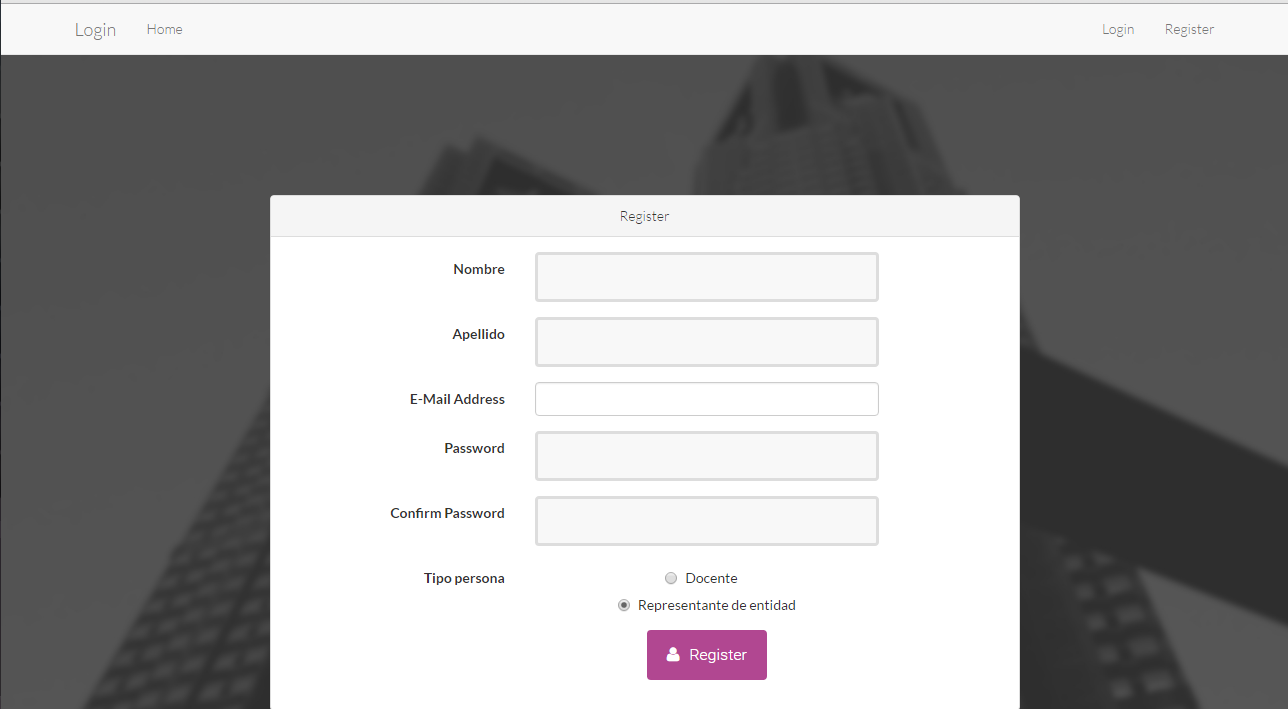 Login Home Login Register
Register
Nombre
Apellido
E-Mail Address
Password
Confirm Password
Tipo persona Docente
Representante de entidad
Register